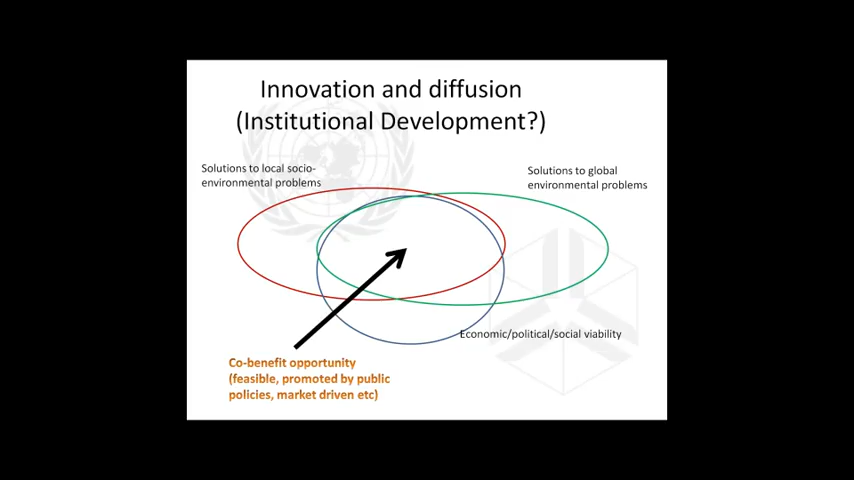 Innovation and diffusion
(Institutional Development?)
Solutions to local socio-
environmental problems
Solutions to global
environmental problems
Economic/political/social viability
Co-benefit opportunity
(feasible, promoted by public
policies, market driven etc)